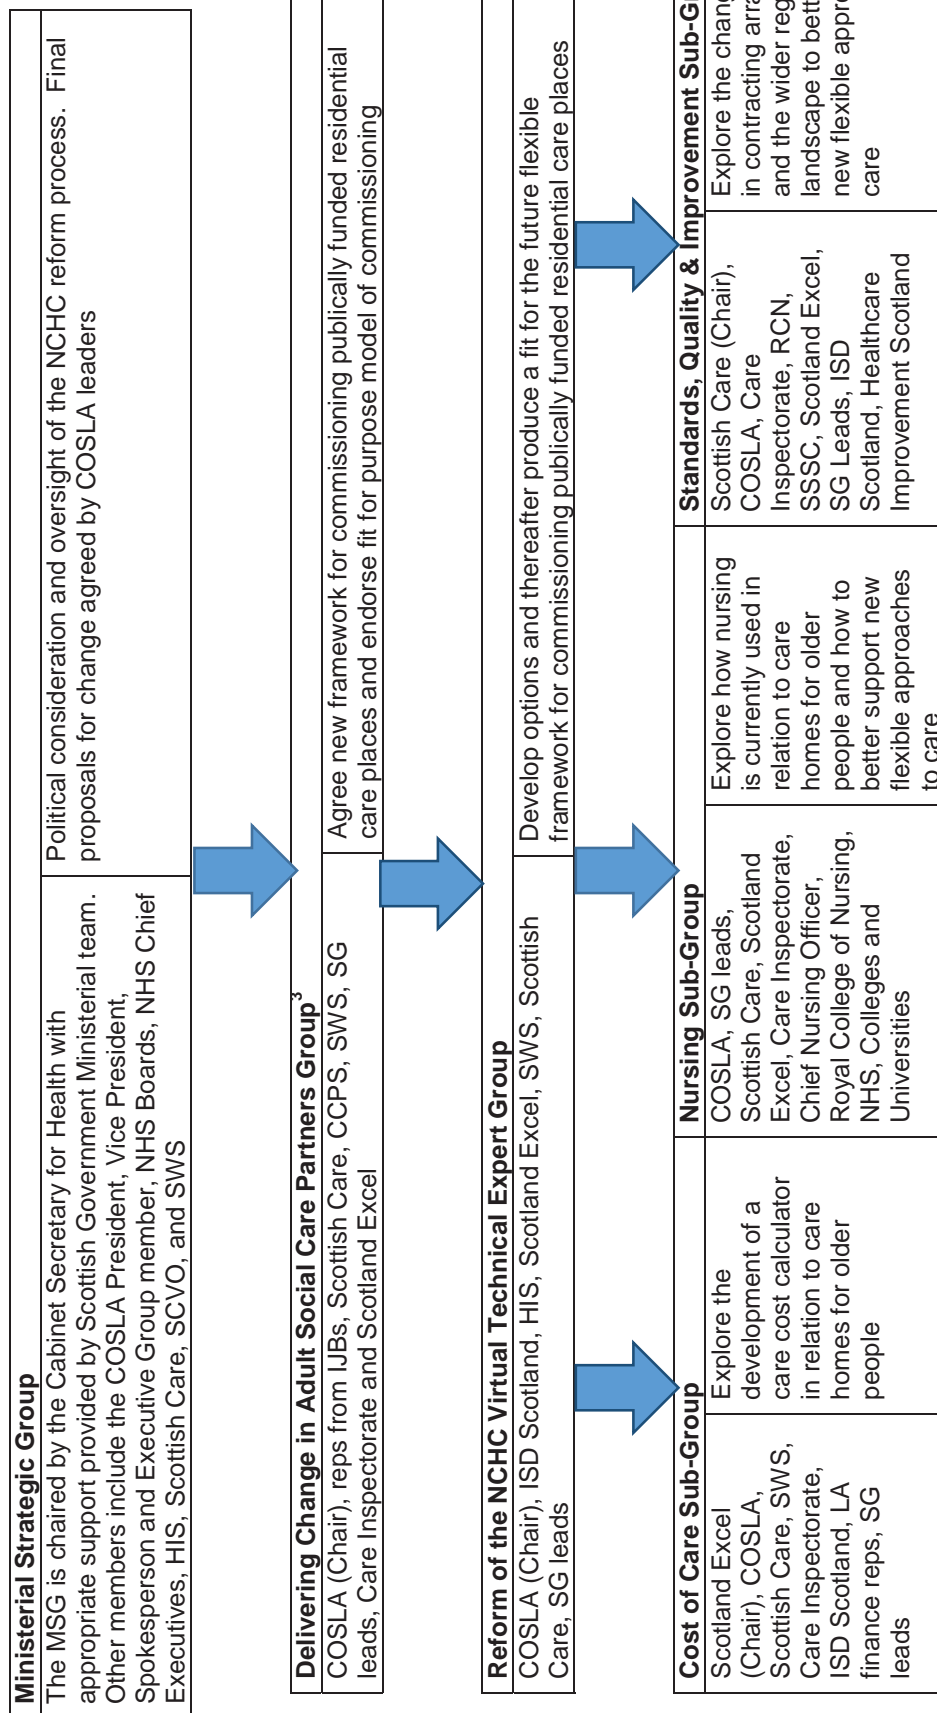 Ministerial Strategic Group
The MSG is chaired by the Cabinet Secretary for Health with
appropriate support provided by Scottish Government Ministerial team.
Other members include the COSLA President, Vice President,
Spokesperson and Executive Group member, NHS Boards, NHS Chief
Executives, HIS, Scottish Care, SCVO, and SWS
Political consideration and oversight of the NCHC reform process. Final
proposals for change agreed by COSLA leaders
Delivering Change in Adult Social Care Partners Group³
COSLA (Chair), reps from IJBs, Scottish Care, CCPS, SWS, SG
leads, Care Inspectorate and Scotland Excel
Agree new framework for commissioning publically funded residential
care places and endorse fit for purpose model of commissioning
Reform of the NCHC Virtual Technical Expert Group
COSLA (Chair), ISD Scotland, HIS, Scotland Excel, SWS, Scottish
Care, SG leads
Develop options and thereafter produce a fit for the future flexible
framework for commissioning publically funded residential care places
Cost of Care Sub-Group
Scotland Excel
(Chair), COSLA,
Scottish Care, SWS,
Care Inspectorate,
ISD Scotland, LA
finance reps, SG
leads
Explore the
development of a
care cost calculator
in relation to care
homes for older
people
Nursing Sub-Group
COSLA, SG leads,
Scottish Care, Scotland
Excel, Care Inspectorate,
Chief Nursing Officer,
Royal College of Nursing,
NHS, Colleges and
Universities
Explore how nursing
is currently used in
relation to care
homes for older
people and how to
better support new
flexible approaches
to care
Standards, Quality & Improvement Sub-Gr
Scottish Care (Chair),
COSLA, Care
Inspectorate, RCN,
SSSC, Scotland Excel,
SG Leads, ISD
Scotland, Healthcare
Improvement Scotland
Explore the chang
in contracting arra
and the wider reg
landscape to bett
new flexible appro
care